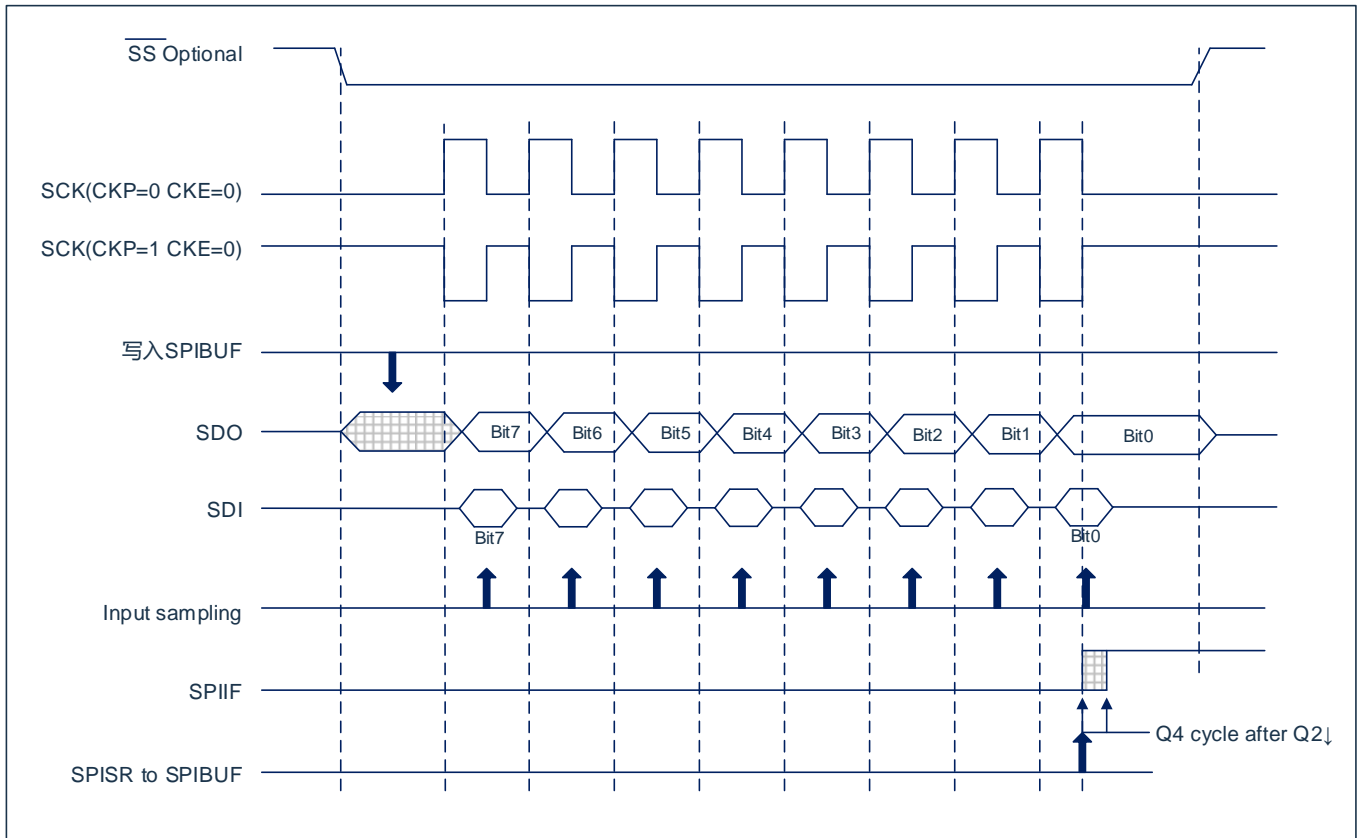 SS Optional
SCK(CKP=0 CKE=0)
SCK(CKP=1 CKE=0)
写入SPIBUF
SDO
Bit7 Bit6 Bit5 Bit4 Bit3 Bit2 Bit1 Bit0
SDI
Bit7 Bit0
Input sampling
SPIIF
Q4 cycle after Q2↓
SPISR to SPIBUF